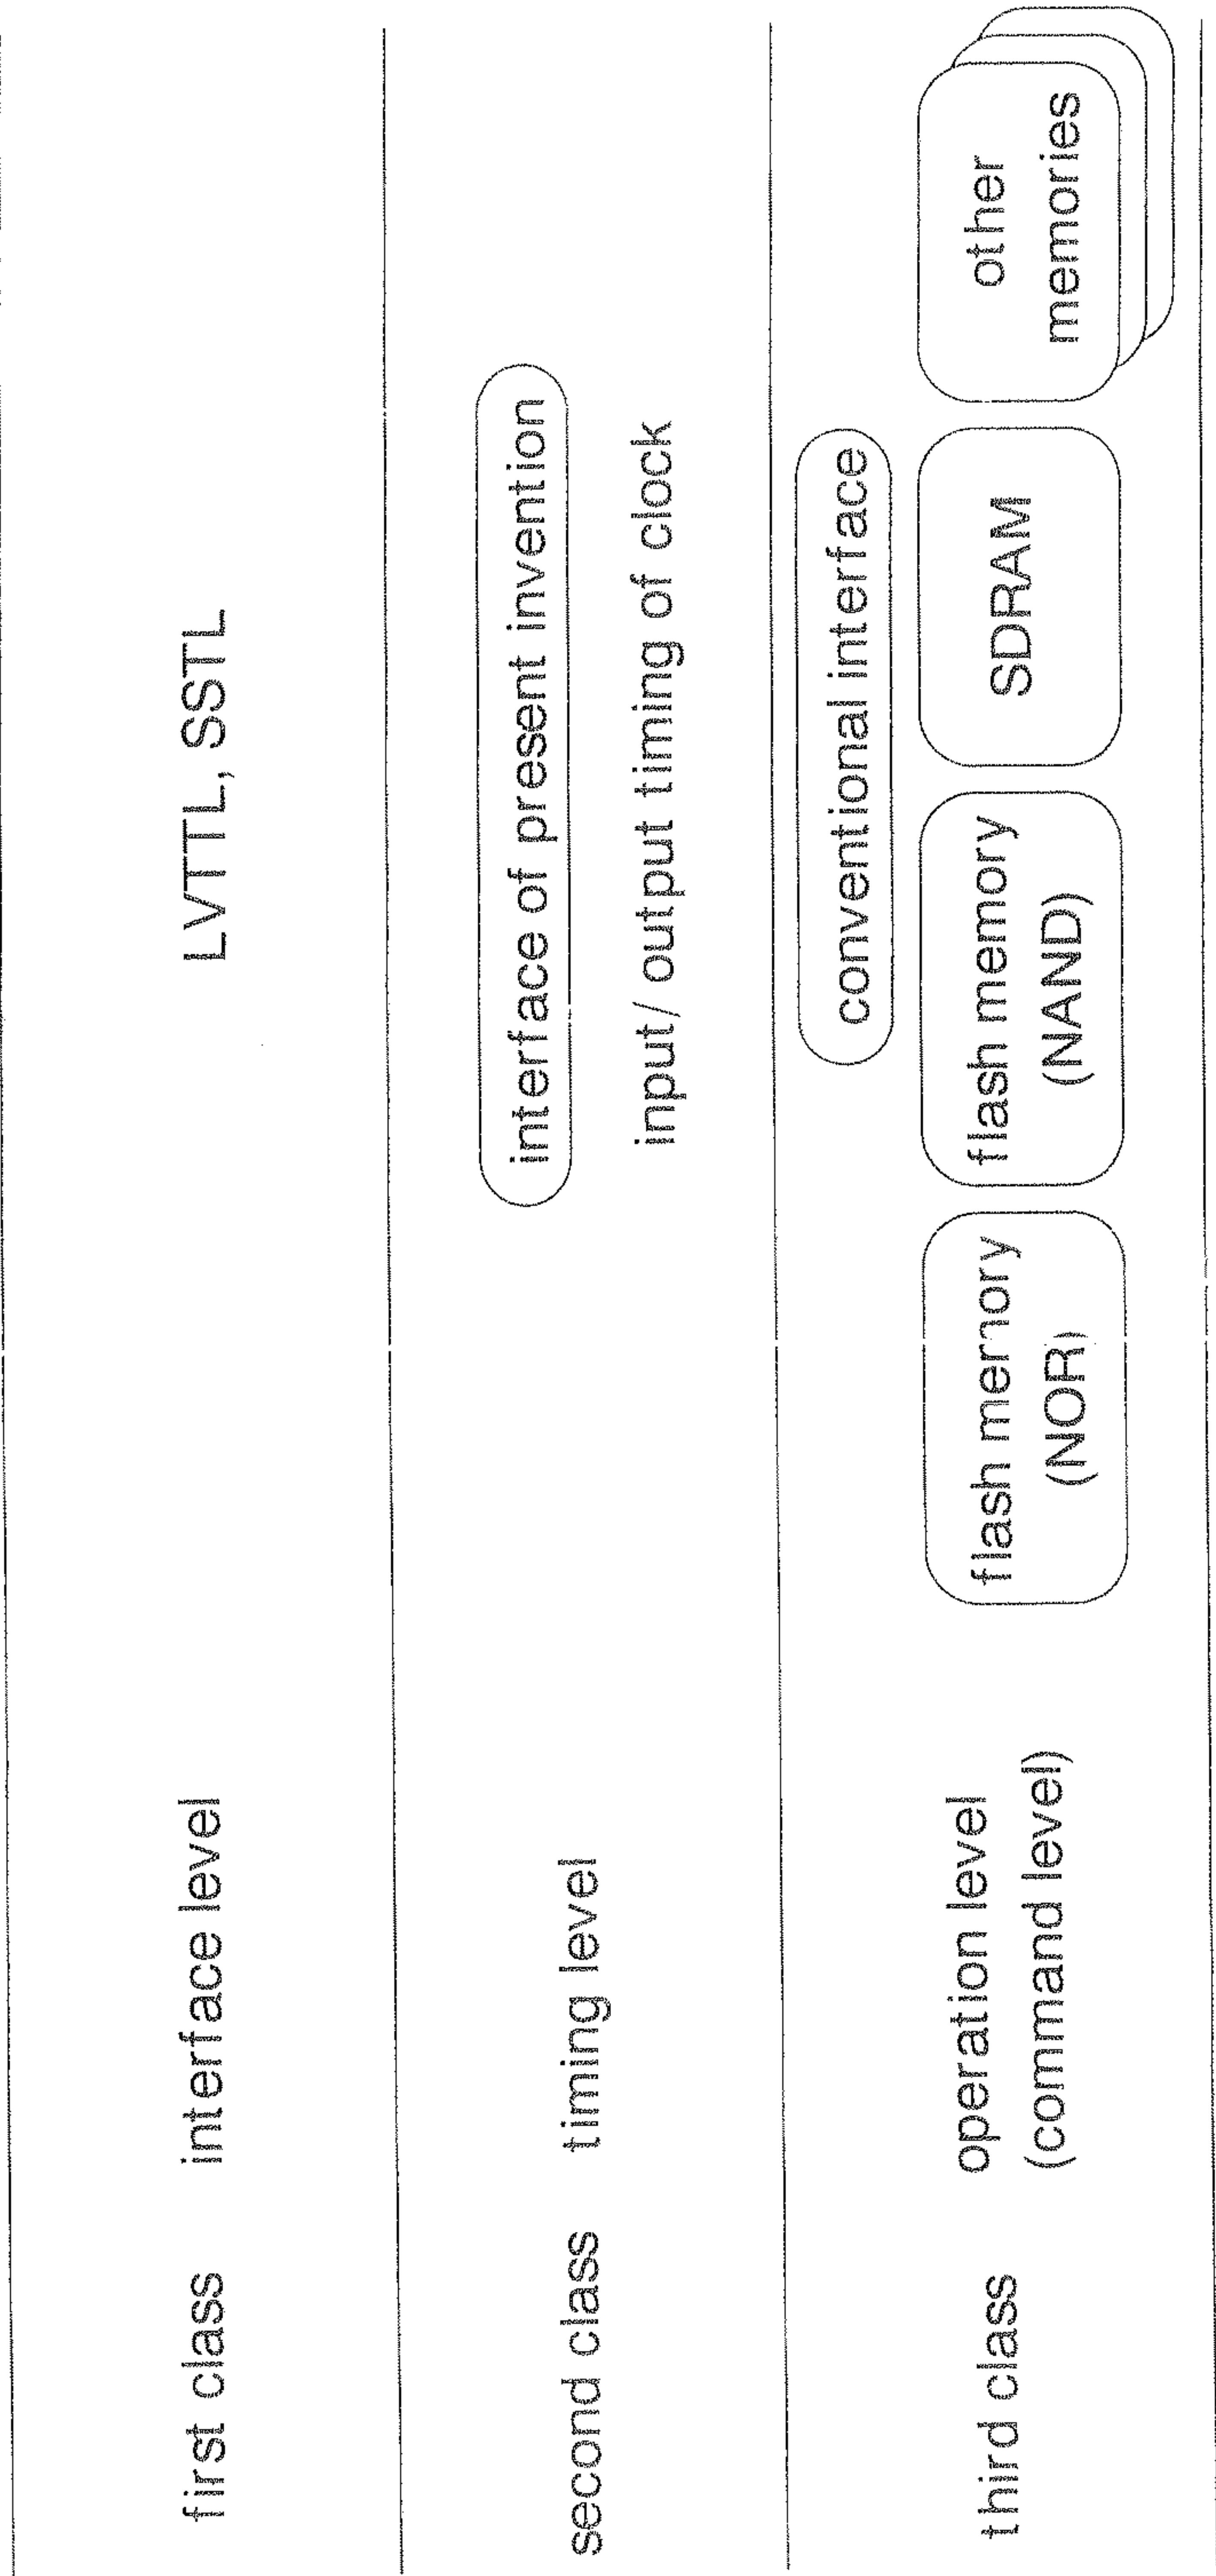 first class interface level LVTTL, SSTL
interface of present invention
second class timing level
input/ output timing of clock
conventional interface
third class
operation level
(command level)
flash memory
(NOR)
flash memory
(NAND)
SDRAM
other
memories